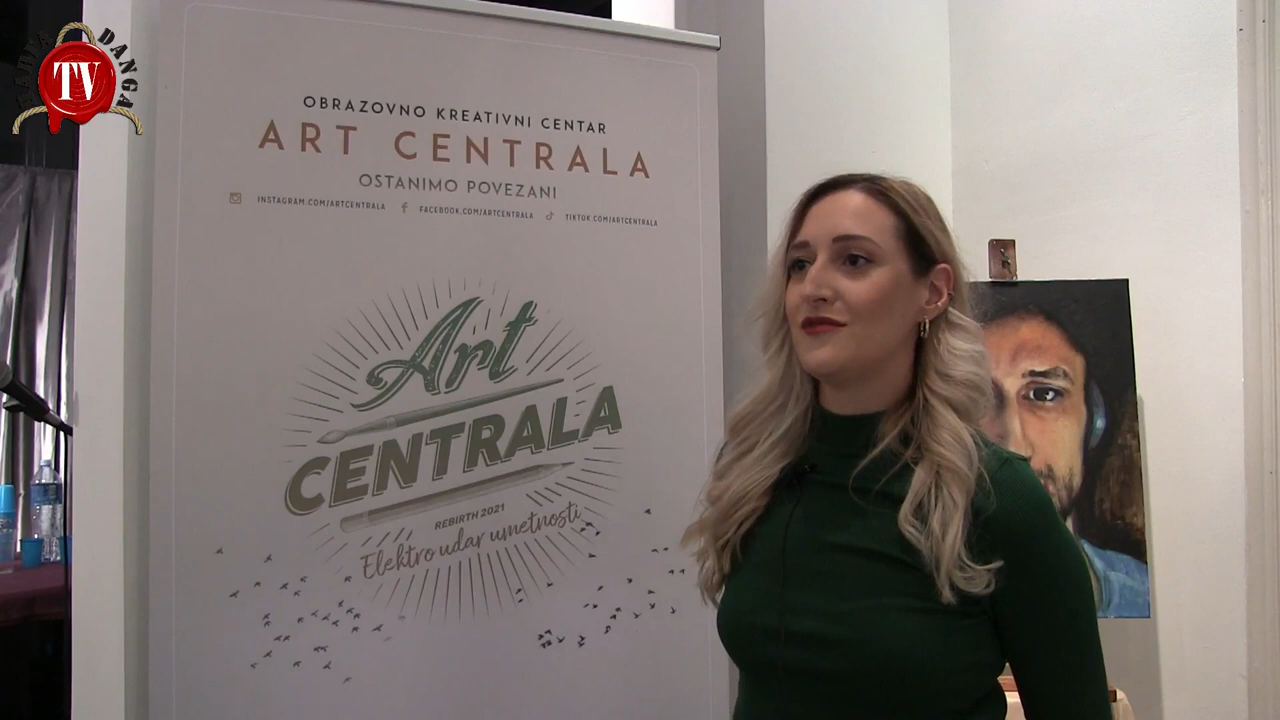 TV
DANGA
OBRAZOVNO KREATIVNI CENTAR
ART CENTRALA
OSTANIMO POVEZANI
INSTAGRAM.COM/ARTCENTRALA FACEBOOK.COM/ARTCENTRALA TIKTOK.COM/ARTCENTRALA
Art
CENTRALA
REBIRTH 2021
Elektro udar umetnosti